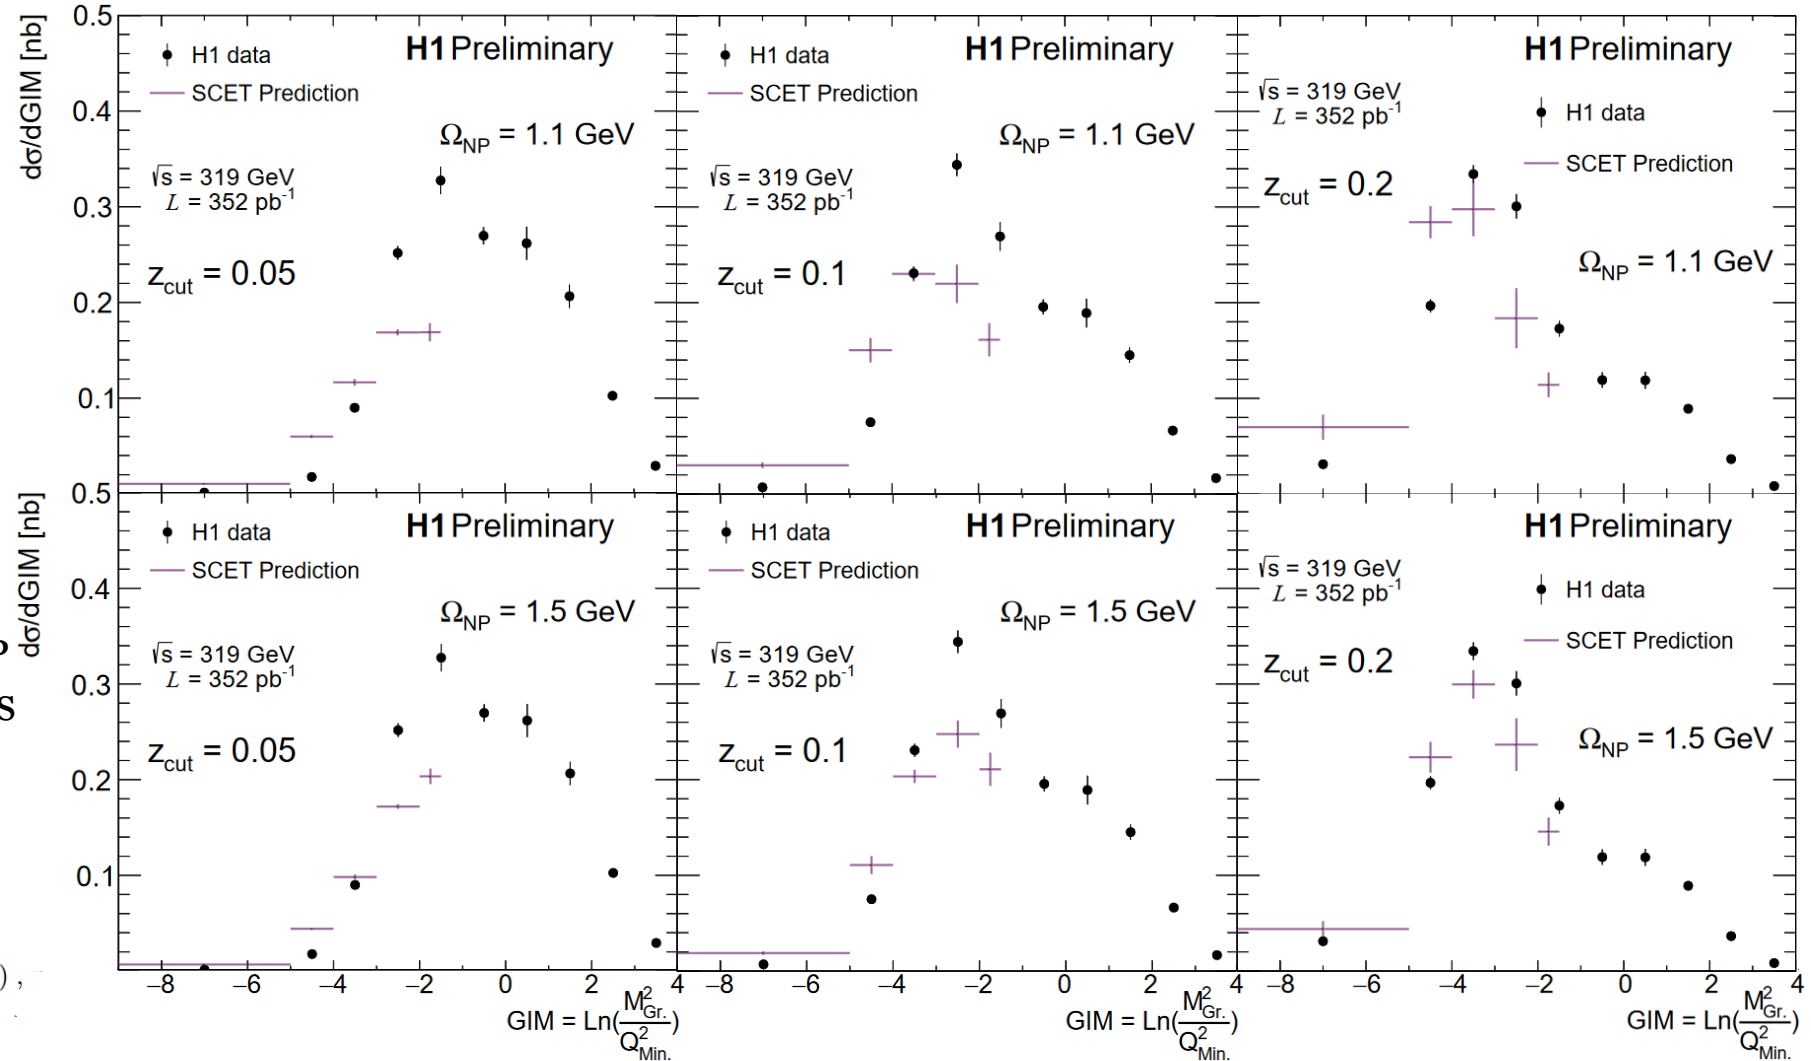 dσ/dGIM [nb]
0.5
0.4
0.3
0.2
0.1
H1 data
SCET Prediction
H1 Preliminary
Ω_NP = 1.1 GeV
√s = 319 GeV
L = 352 pb⁻¹
z_cut = 0.05
H1 data
SCET Prediction
H1 Preliminary
Ω_NP = 1.1 GeV
√s = 319 GeV
L = 352 pb⁻¹
z_cut = 0.1
H1 Preliminary
√s = 319 GeV
L = 352 pb⁻¹
H1 data
SCET Prediction
z_cut = 0.2
Ω_NP = 1.1 GeV
dσ/dGIM [nb]
0.5
0.4
0.3
0.2
0.1
H1 data
SCET Prediction
H1 Preliminary
Ω_NP = 1.5 GeV
√s = 319 GeV
L = 352 pb⁻¹
z_cut = 0.05
−8 −6 −4 −2 0 2 4
GIM = Ln(M²_Gr. / Q²_Min.)
H1 data
SCET Prediction
H1 Preliminary
Ω_NP = 1.5 GeV
√s = 319 GeV
L = 352 pb⁻¹
z_cut = 0.1
−8 −6 −4 −2 0 2 4
GIM = Ln(M²_Gr. / Q²_Min.)
H1 Preliminary
√s = 319 GeV
L = 352 pb⁻¹
H1 data
SCET Prediction
z_cut = 0.2
Ω_NP = 1.5 GeV
−8 −6 −4 −2 0 2 4
GIM = Ln(M²_Gr. / Q²_Min.)
s
) ,